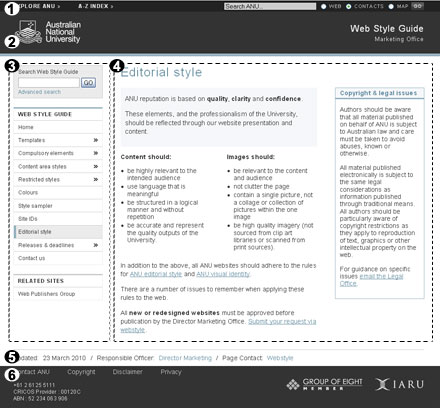 1
EXPLORE ANU >
A-Z INDEX >
Search ANU...
WEB
CONTACTS
MAP
GO
2
Australian
National
University
Web Style Guide
Marketing Office
3
Search Web Style Guide
GO
Advanced search
WEB STYLE GUIDE
Home
Templates »
Compulsory elements »
Content area styles »
Restricted styles »
Colours
Style sampler
Site IDs
Editorial style
Releases & deadlines »
Contact us
RELATED SITES
Web Publishers Group
4
Editorial style
ANU reputation is based on quality, clarity and confidence.
These elements, and the professionalism of the University,
should be reflected through our website presentation and
content.
Content should:
• be highly relevant to the
intended audience
• use language that is
meaningful
• be structured in a logical
manner and without
repetition
• be accurate and represent
the quality outputs of the
University.
Images should:
• be relevant to the content
and audience
• not clutter the page
• contain a single picture, not
a collage or collection of
pictures within the one
image
• be high quality imagery (not
sourced from clip art
libraries or scanned from
print sources).
In addition to the above, all ANU websites should adhere to the rules
for ANU editorial style and ANU visual identity.
There are a number of issues to remember when applying these
rules to the web.
All new or redesigned websites must be approved before
publication by the Director Marketing Office. Submit your request via
webstyle.
Copyright & legal issues
Authors should be aware
that all material published
on behalf of ANU is subject
to Australian law and care
must be taken to avoid
abuses, known or
otherwise.
All material published
electronically is subject to
the same legal
considerations as
information published
through traditional means.
All authors should be
particularly aware of
copyright restrictions as
they apply to reproduction
of text, graphics or other
intellectual property on the
web.
For guidance on specific
issues email the Legal
Office.
5
Updated: 23 March 2010 / Responsible Officer: Director Marketing / Page Contact: Webstyle
6
Contact ANU
Copyright
Disclaimer
Privacy
+61 2 6125 5111
CRICOS Provider : 00120C
ABN : 52 234 063 906
GROUP OF EIGHT
MEMBER
IARU